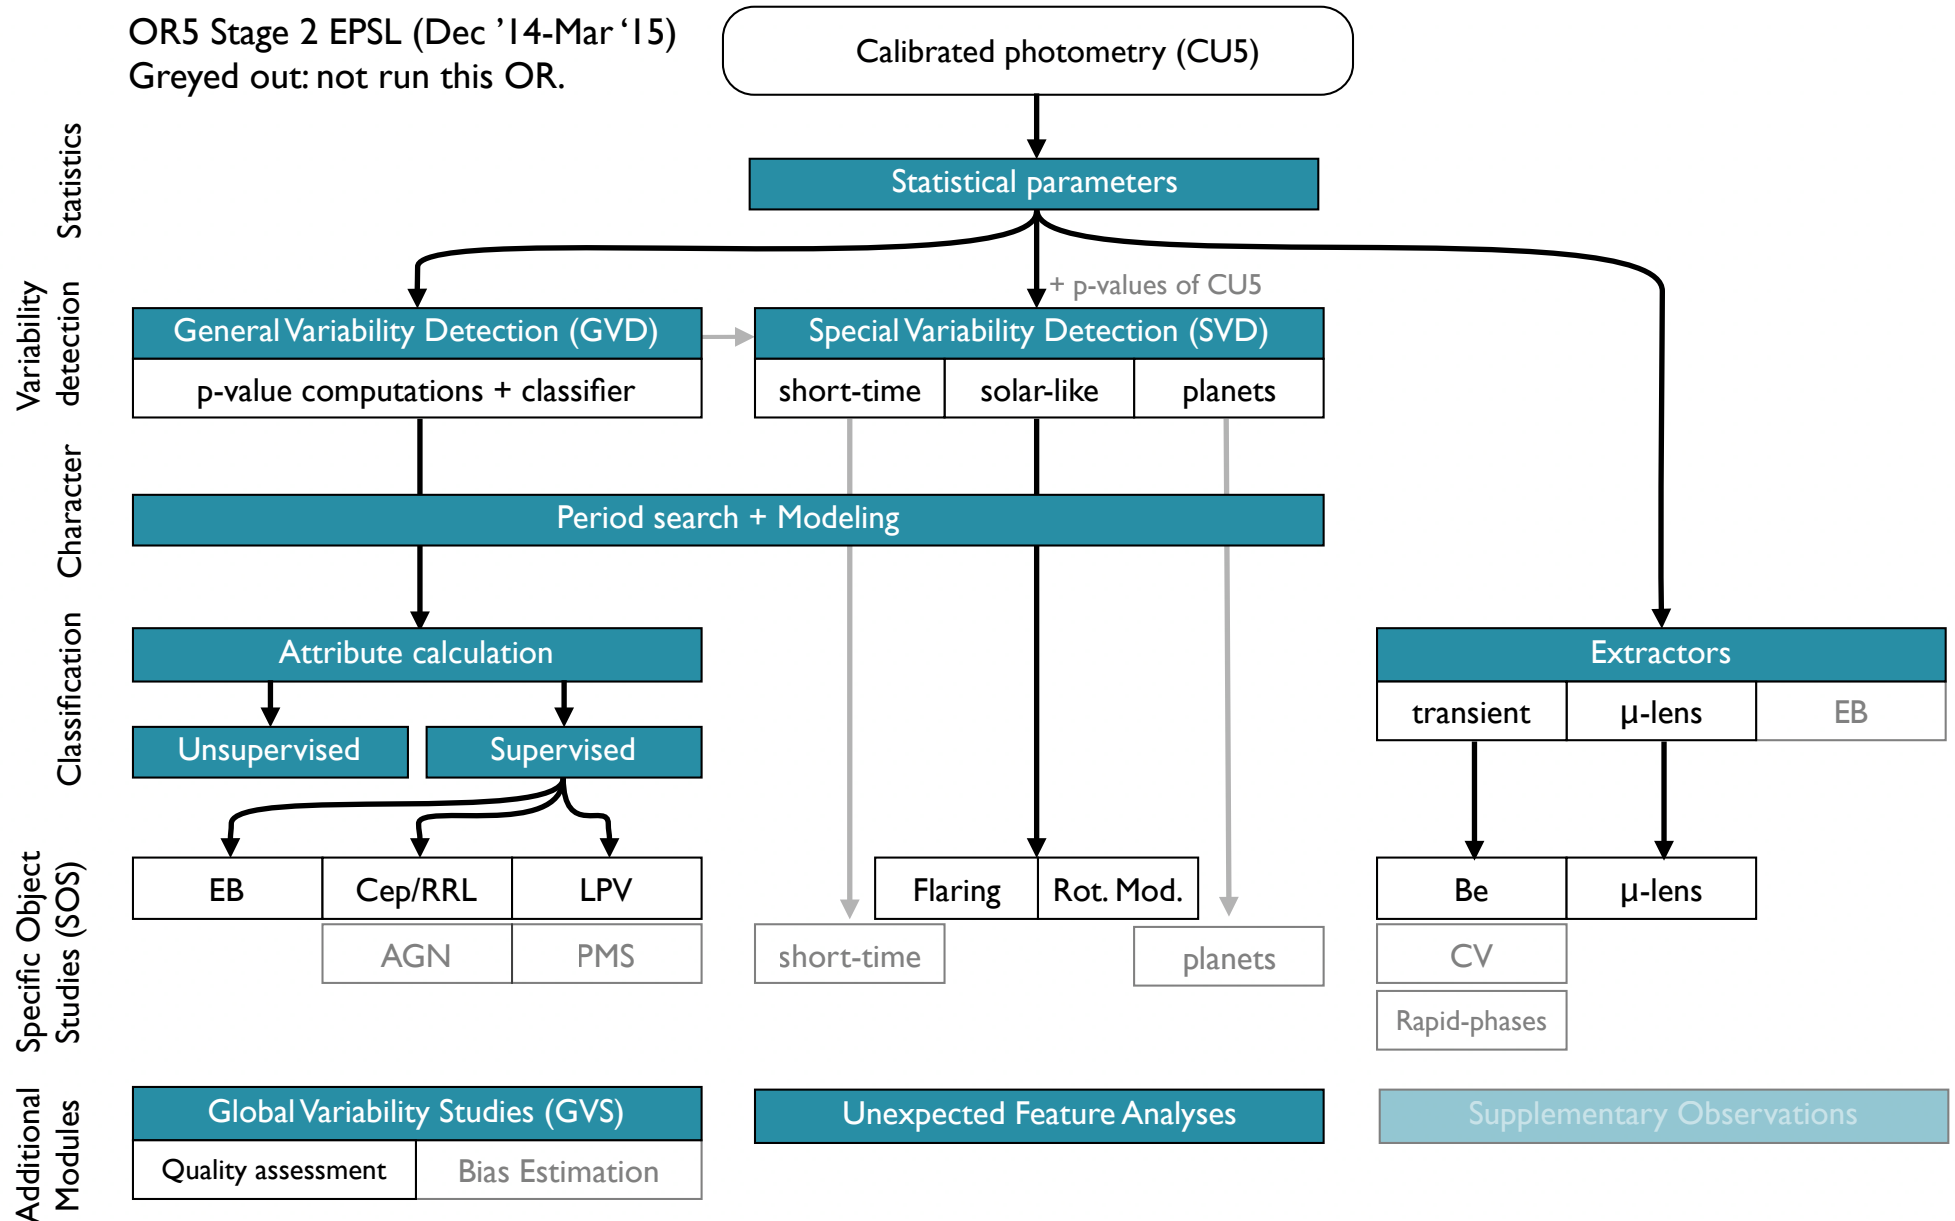 OR5 Stage 2 EPSL (Dec ’14-Mar ‘15)
Greyed out: not run this OR.
Calibrated photometry (CU5)
Statistics
Statistical parameters
+ p-values of CU5
Variability
detection
General Variability Detection (GVD)
Special Variability Detection (SVD)
p-value computations + classifier
short-time
solar-like
planets
Character
Period search + Modeling
Classification
Attribute calculation
Extractors
transient
µ-lens
EB
Unsupervised
Supervised
Specific Object
Studies (SOS)
EB
Cep/RRL
LPV
Flaring
Rot. Mod.
Be
µ-lens
AGN
PMS
short-time
planets
CV
Rapid-phases
Additional
Modules
Global Variability Studies (GVS)
Unexpected Feature Analyses
Supplementary Observations
Quality assessment
Bias Estimation